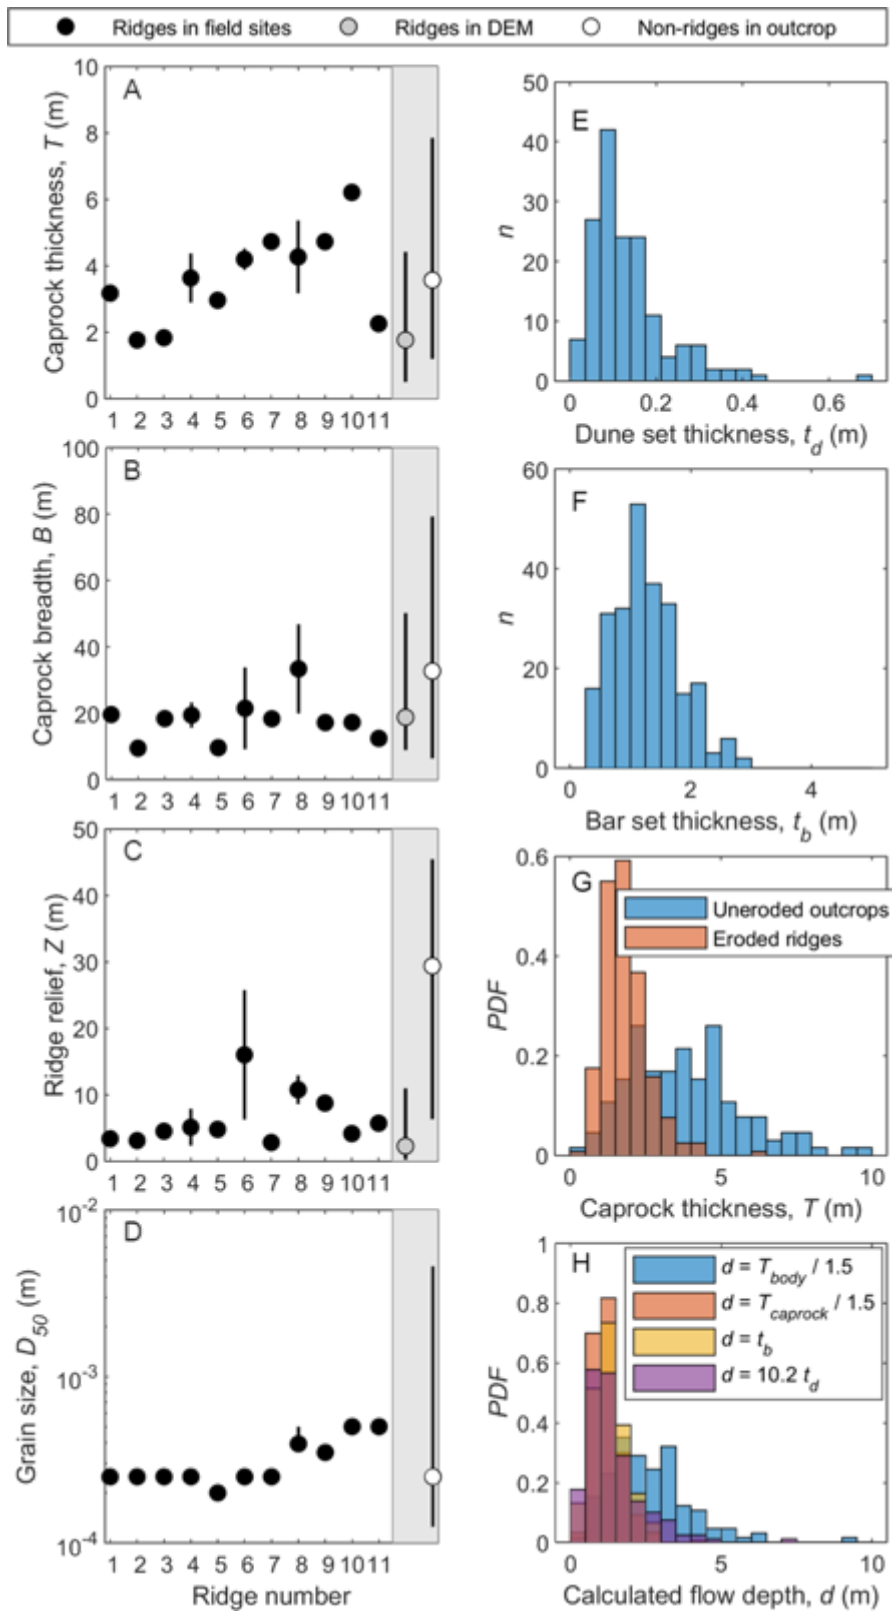 Ridges in field sites Ridges in DEM Non-ridges in outcrop
A
10
8
6
4
2
0
Caprock thickness, T (m)
1 2 3 4 5 6 7 8 9 10 11
B
100
80
60
40
20
0
Caprock breadth, B (m)
1 2 3 4 5 6 7 8 9 10 11
C
50
40
30
20
10
0
Ridge relief, Z (m)
1 2 3 4 5 6 7 8 9 10 11
D
10⁻²
10⁻³
10⁻⁴
Grain size, D₅₀ (m)
1 2 3 4 5 6 7 8 9 10 11
Ridge number
E
50
40
30
20
10
0
n
0 0.2 0.4 0.6
Dune set thickness, t_d (m)
F
60
40
20
0
n
0 2 4
Bar set thickness, t_b (m)
G
0.6
0.4
0.2
0
PDF
Uneroded outcrops
Eroded ridges
0 5 10
Caprock thickness, T (m)
H
1
0.8
0.6
0.4
0.2
0
PDF
d = T_body / 1.5
d = T_caprock / 1.5
d = t_b
d = 10.2 t_d
0 5 10
Calculated flow depth, d (m)